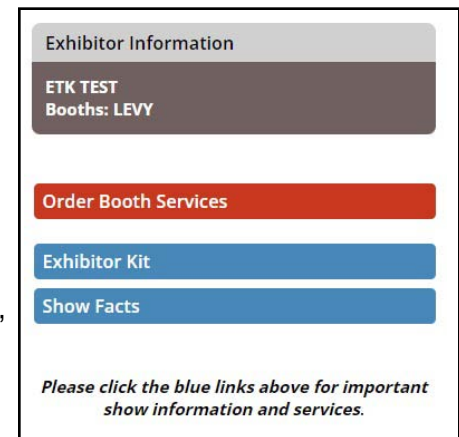 Exhibitor Information
ETK TEST
Booths: LEVY
Order Booth Services
Exhibitor Kit
Show Facts
,
Please click the blue links above for important
show information and services.